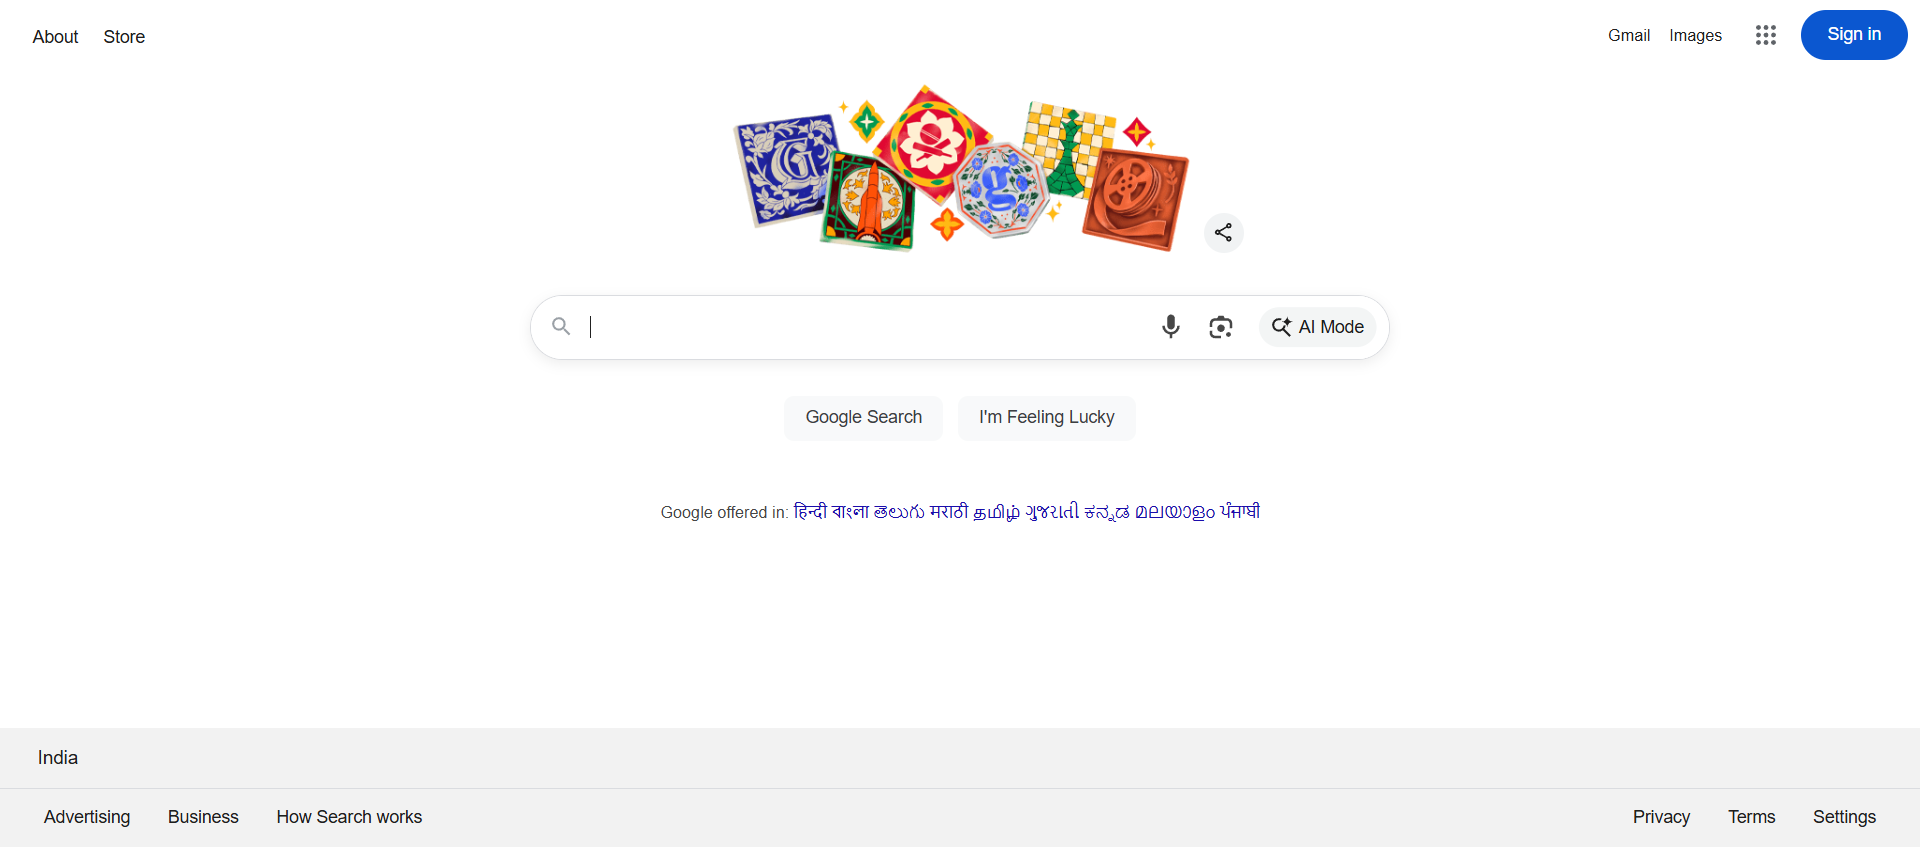 About Store
Gmail Images Sign in
G
g
AI Mode
Google Search I'm Feeling Lucky
Google offered in: हिन्दी বাংলা తెలుగు मराठी தமிழ் ગુજરાતી ಕನ್ನಡ മലയാളം ਪੰਜਾਬੀ
India
Advertising Business How Search works
Privacy Terms Settings